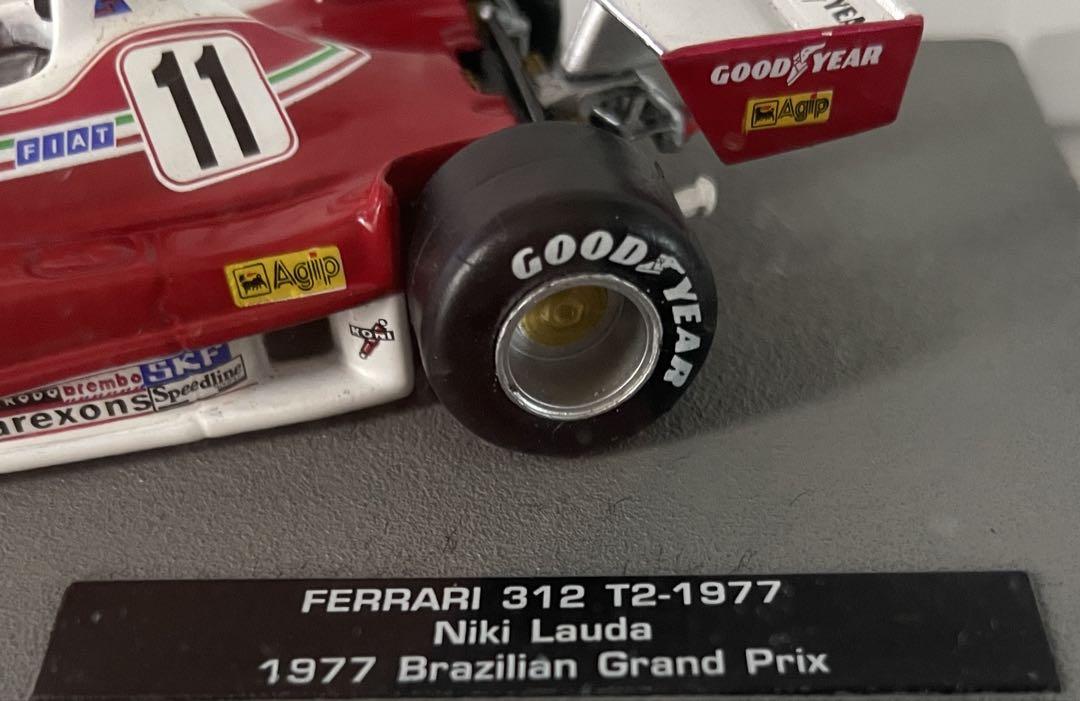 11
FIAT
GOODYEAR
Agip
GOODYEAR
Agip
KONI
brembo SKF
arexons Speedline
FERRARI 312 T2-1977
Niki Lauda
1977 Brazilian Grand Prix